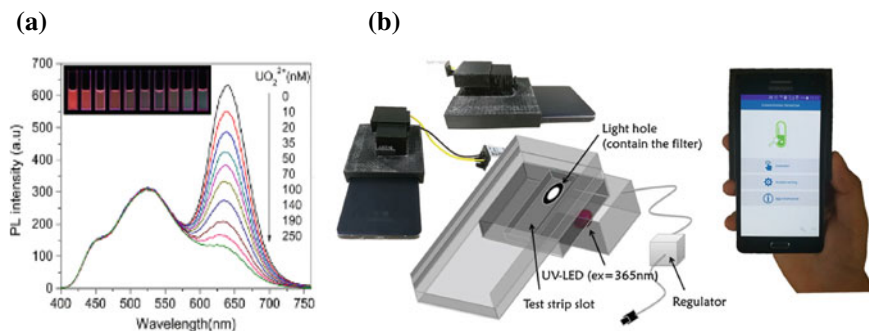 (a)
(b)
PL intensity (a.u)
700
600
500
400
300
200
100
0
400 450 500 550 600 650 700 750
Wavelength(nm)
UO₂²⁺(nM)
0
10
20
35
50
70
100
140
190
250
Light hole
(contain the filter)
UV-LED (ex=365nm)
Test strip slot
Regulator
SAMSUNG